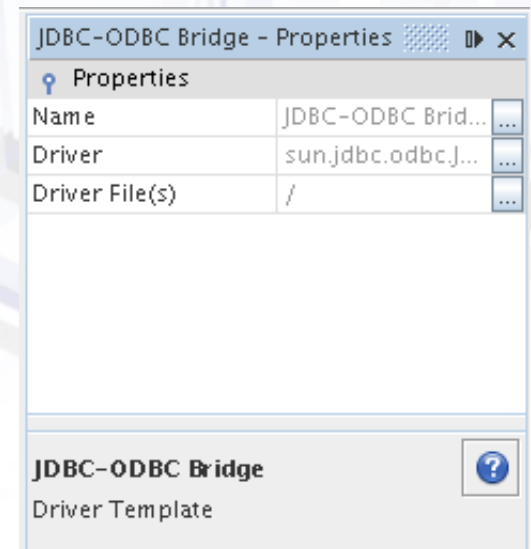 JDBC-ODBC Bridge - Properties
Properties
Name JDBC-ODBC Brid... ...
Driver sun.jdbc.odbc.J... ...
Driver File(s) / ...
JDBC-ODBC Bridge
?
Driver Template